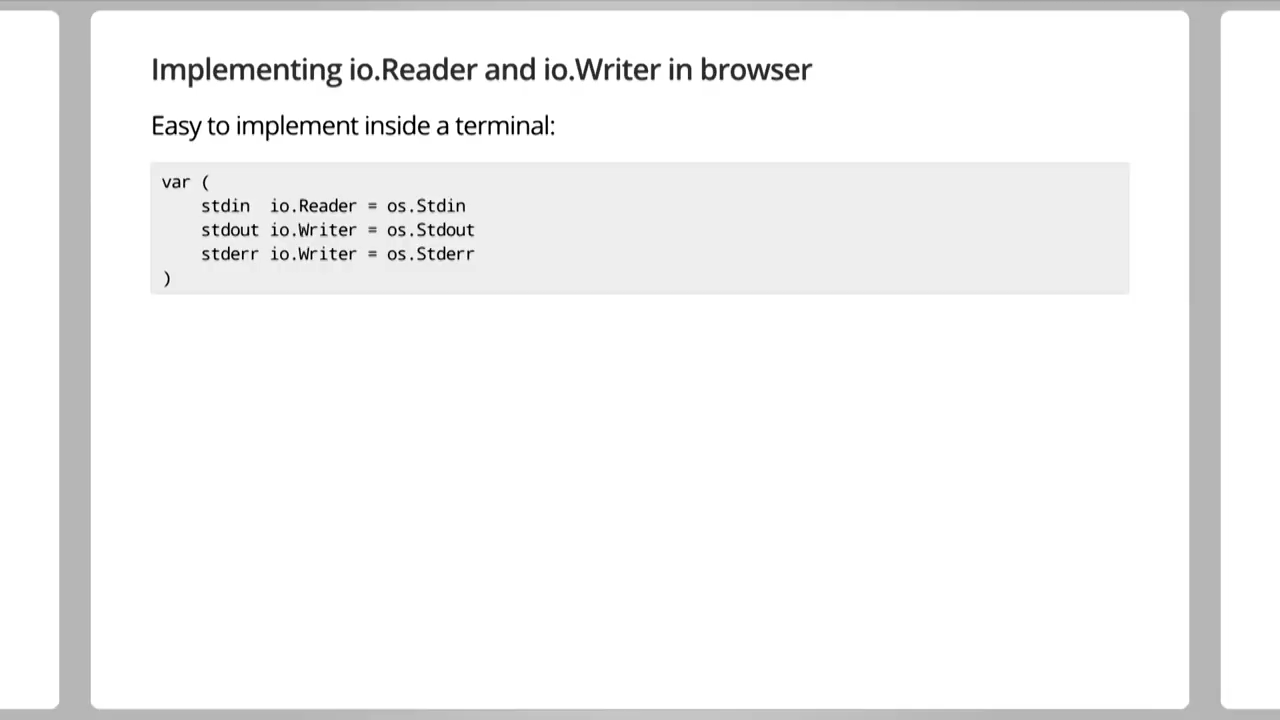 Implementing io.Reader and io.Writer in browser
Easy to implement inside a terminal:
var (
    stdin  io.Reader = os.Stdin
    stdout io.Writer = os.Stdout
    stderr io.Writer = os.Stderr
)